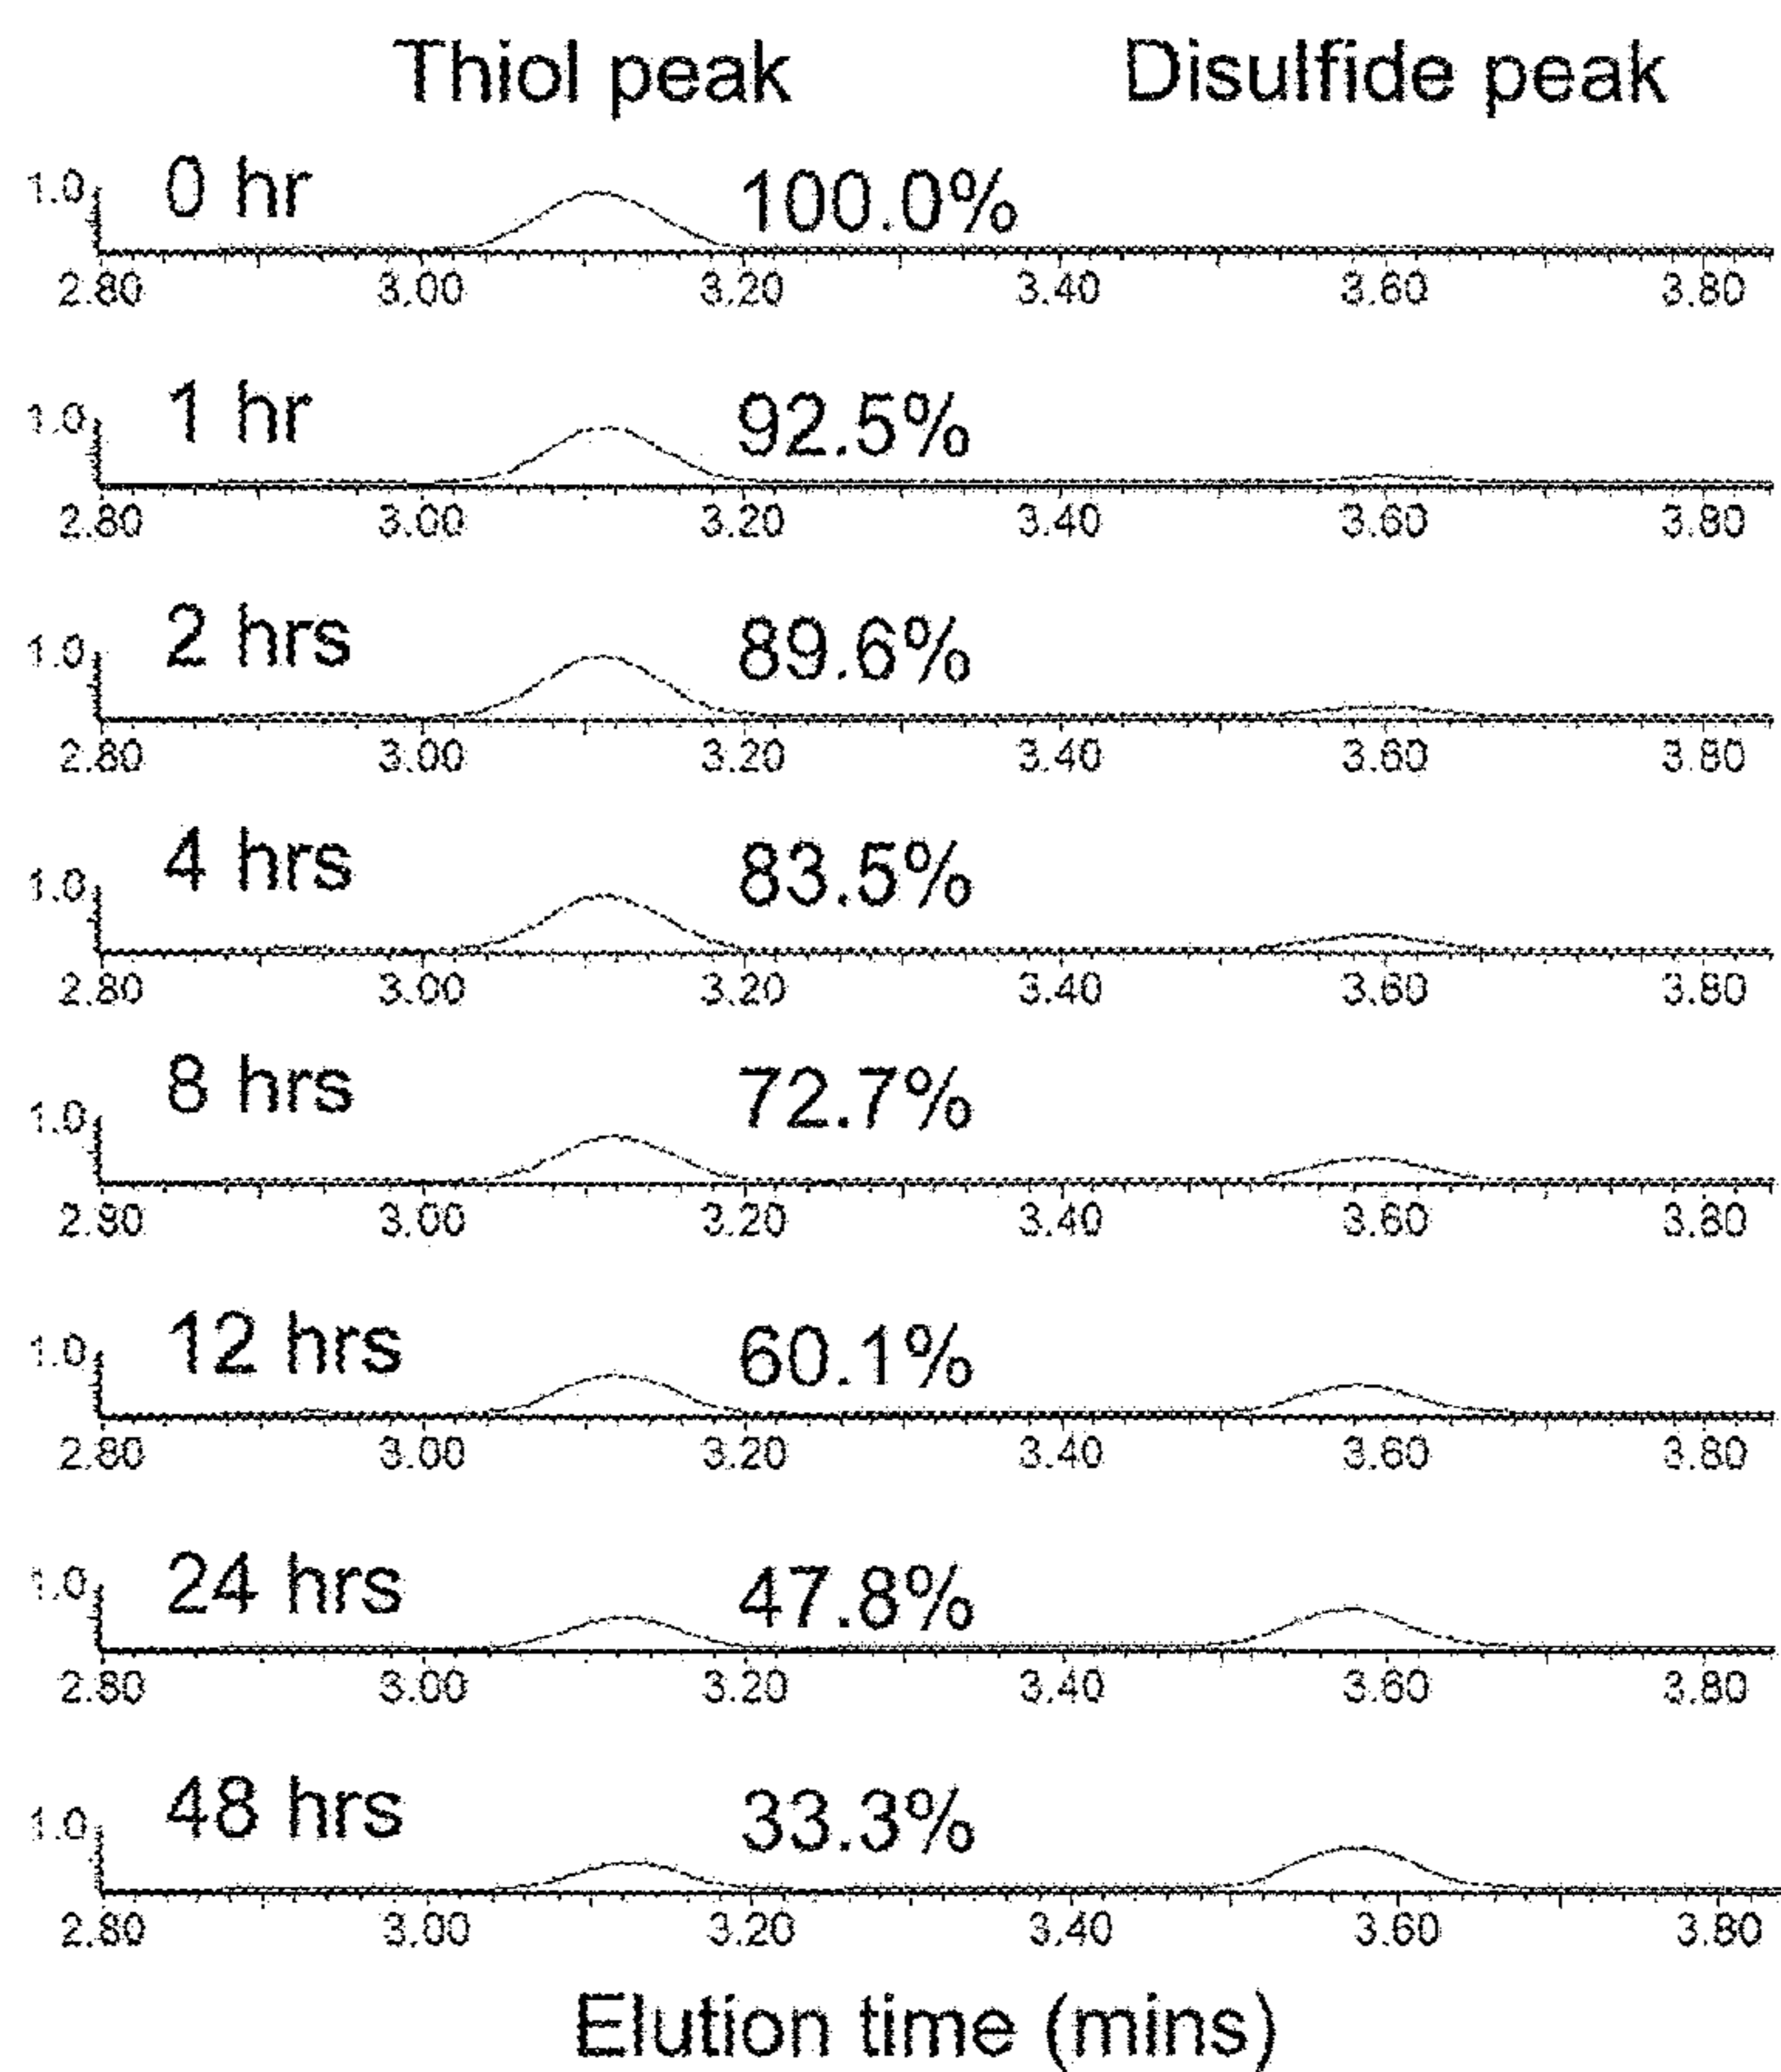 Thiol peak Disulfide peak
1.0 0 hr 100.0%
2.80 3.00 3.20 3.40 3.60 3.80
1.0 1 hr 92.5%
2.80 3.00 3.20 3.40 3.60 3.80
1.0 2 hrs 89.6%
2.80 3.00 3.20 3.40 3.60 3.80
1.0 4 hrs 83.5%
2.80 3.00 3.20 3.40 3.60 3.80
1.0 8 hrs 72.7%
2.80 3.00 3.20 3.40 3.60 3.80
1.0 12 hrs 60.1%
2.80 3.00 3.20 3.40 3.60 3.80
1.0 24 hrs 47.8%
2.80 3.00 3.20 3.40 3.60 3.80
1.0 48 hrs 33.3%
2.80 3.00 3.20 3.40 3.60 3.80
Elution time (mins)